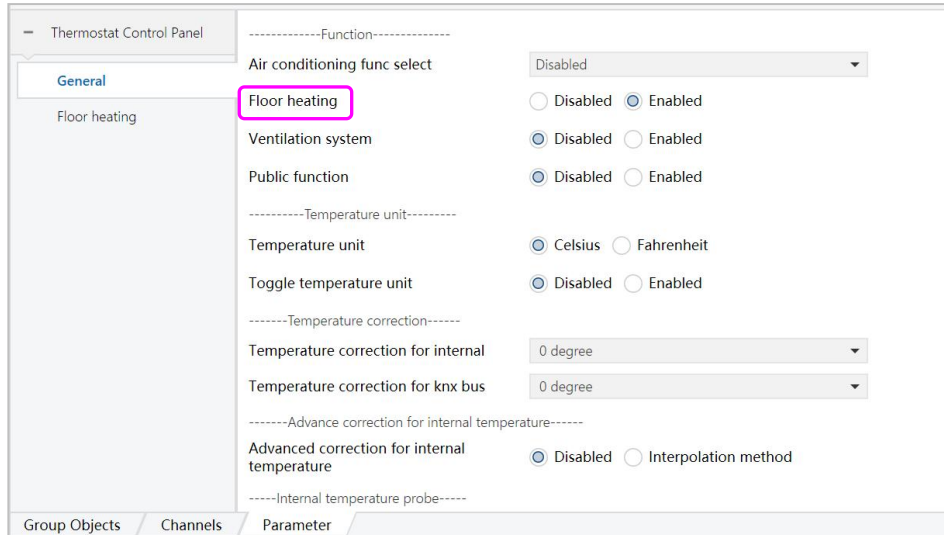 − Thermostat Control Panel
General
Floor heating
-------------Function--------------
Air conditioning func select Disabled
Floor heating Disabled Enabled
Ventilation system Disabled Enabled
Public function Disabled Enabled
----------Temperature unit---------
Temperature unit Celsius Fahrenheit
Toggle temperature unit Disabled Enabled
-------Temperature correction------
Temperature correction for internal 0 degree
Temperature correction for knx bus 0 degree
-------Advance correction for internal temperature------
Advanced correction for internal
temperature Disabled Interpolation method
-----Internal temperature probe-----
Group Objects Channels Parameter